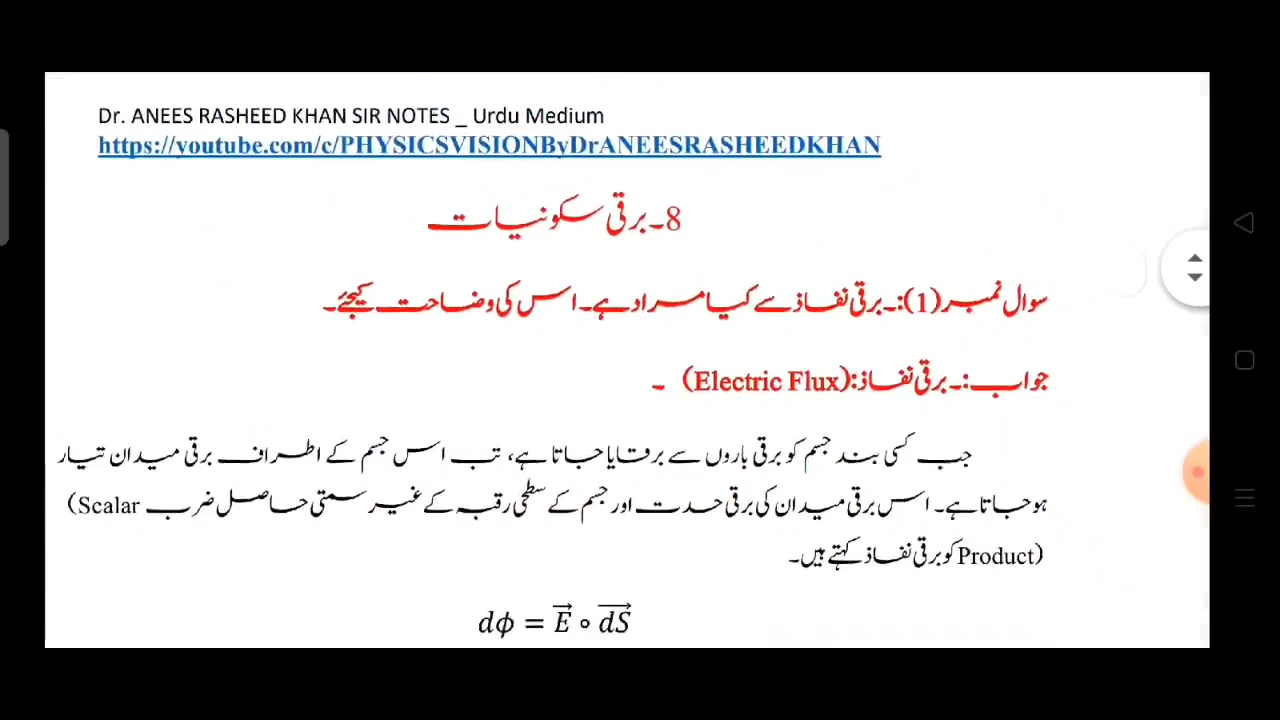 Dr. ANEES RASHEED KHAN SIR NOTES _ Urdu Medium
https://youtube.com/c/PHYSICSVISIONByDrANEESRASHEEDKHAN
8۔برقی سکونیات
سوال نمبر(1):۔برقی نفاذ سے کیا مراد ہے۔ اس کی وضاحت کیجئے۔
جواب:۔برقی نفاذ:(Electric Flux) ۔
جب کسی بند جسم کو برقی باروں سے برقایا جاتا ہے، تب اس جسم کے اطراف برقی میدان تیار
ہوجاتا ہے۔ اس برقی میدان کی برقی حدت اور جسم کے سطحی رقبہ کے غیر سمتی حاصل ضرب Scalar)
(Product کو برقی نفاذ کہتے ہیں۔
dϕ = E⃗ ∘ dS⃗